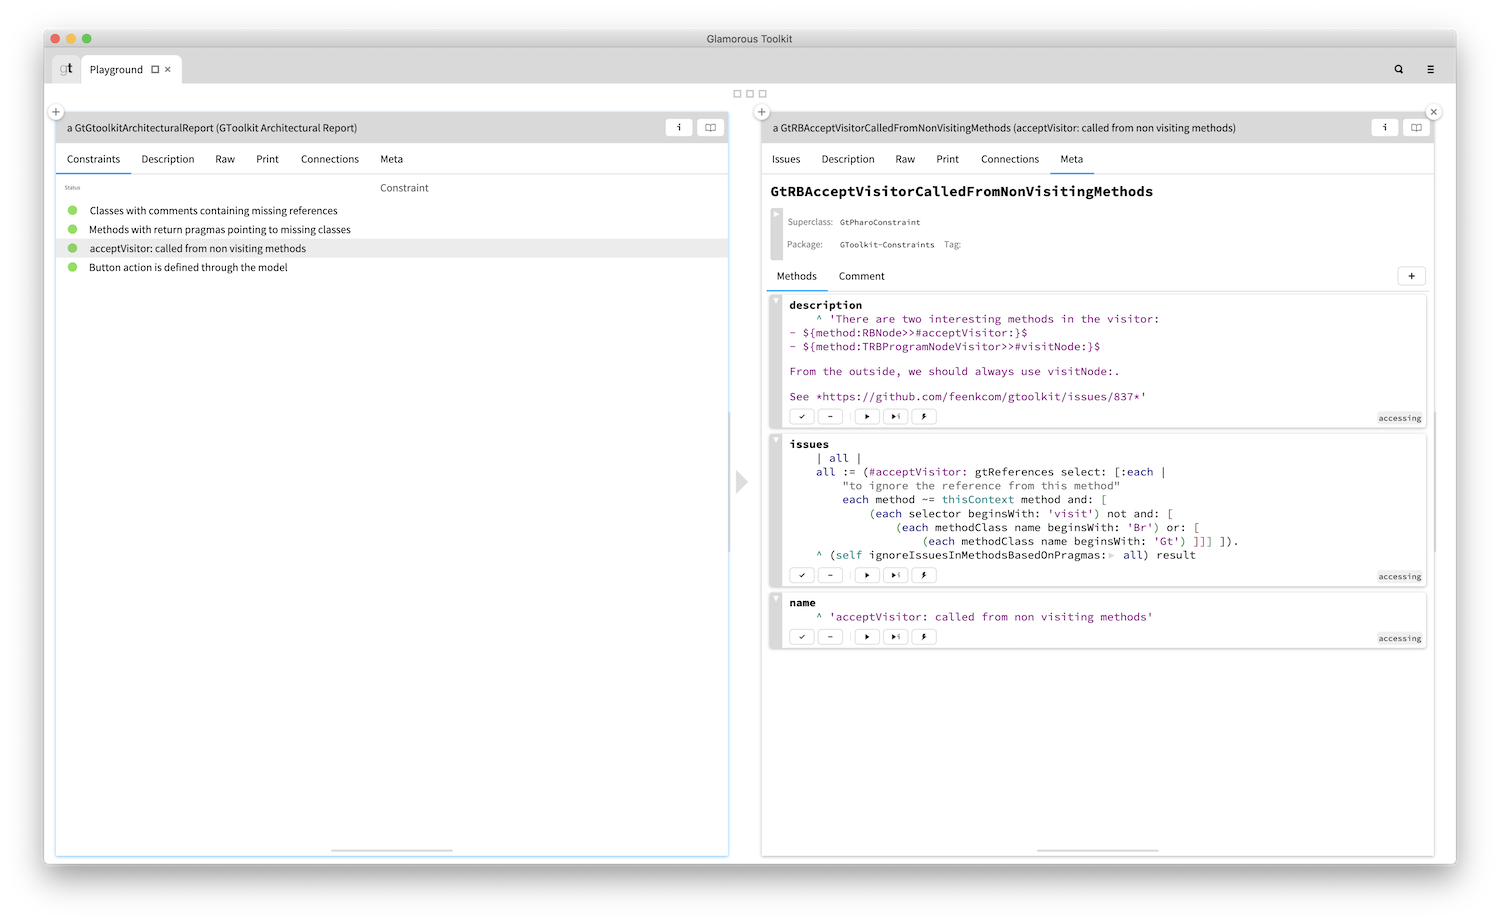 Glamorous Toolkit
gt
Playground
a GtGtoolkitArchitecturalReport (GToolkit Architectural Report)
i
Constraints Description Raw Print Connections Meta
Status Constraint
Classes with comments containing missing references
Methods with return pragmas pointing to missing classes
acceptVisitor: called from non visiting methods
Button action is defined through the model
a GtRBAcceptVisitorCalledFromNonVisitingMethods (acceptVisitor: called from non visiting methods)
i
Issues Description Raw Print Connections Meta
GtRBAcceptVisitorCalledFromNonVisitingMethods
Superclass: GtPharoConstraint
Package: GToolkit-Constraints Tag:
Methods Comment
+
description
^ 'There are two interesting methods in the visitor:
- ${method:RBNode>>#acceptVisitor:}$
- ${method:TRBProgramNodeVisitor>>#visitNode:}$
From the outside, we should always use visitNode:.
See *https://github.com/feenkcom/gtoolkit/issues/837*'
accessing
issues
| all |
all := (#acceptVisitor: gtReferences select: [:each |
"to ignore the reference from this method"
each method ~= thisContext method and: [
(each selector beginsWith: 'visit') not and: [
(each methodClass name beginsWith: 'Br') or: [
(each methodClass name beginsWith: 'Gt') ]]] ]).
^ (self ignoreIssuesInMethodsBasedOnPragmas: all) result
accessing
name
^ 'acceptVisitor: called from non visiting methods'
accessing